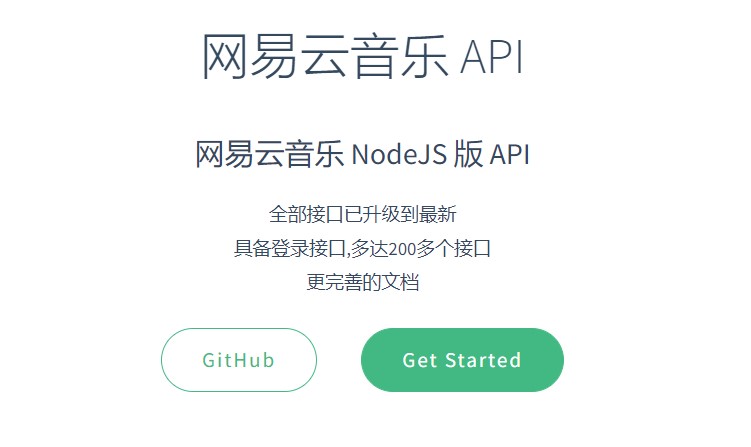 网易云音乐 API
网易云音乐 NodeJS 版 API
全部接口已升级到最新
具备登录接口,多达200多个接口
更完善的文档
GitHub
Get Started